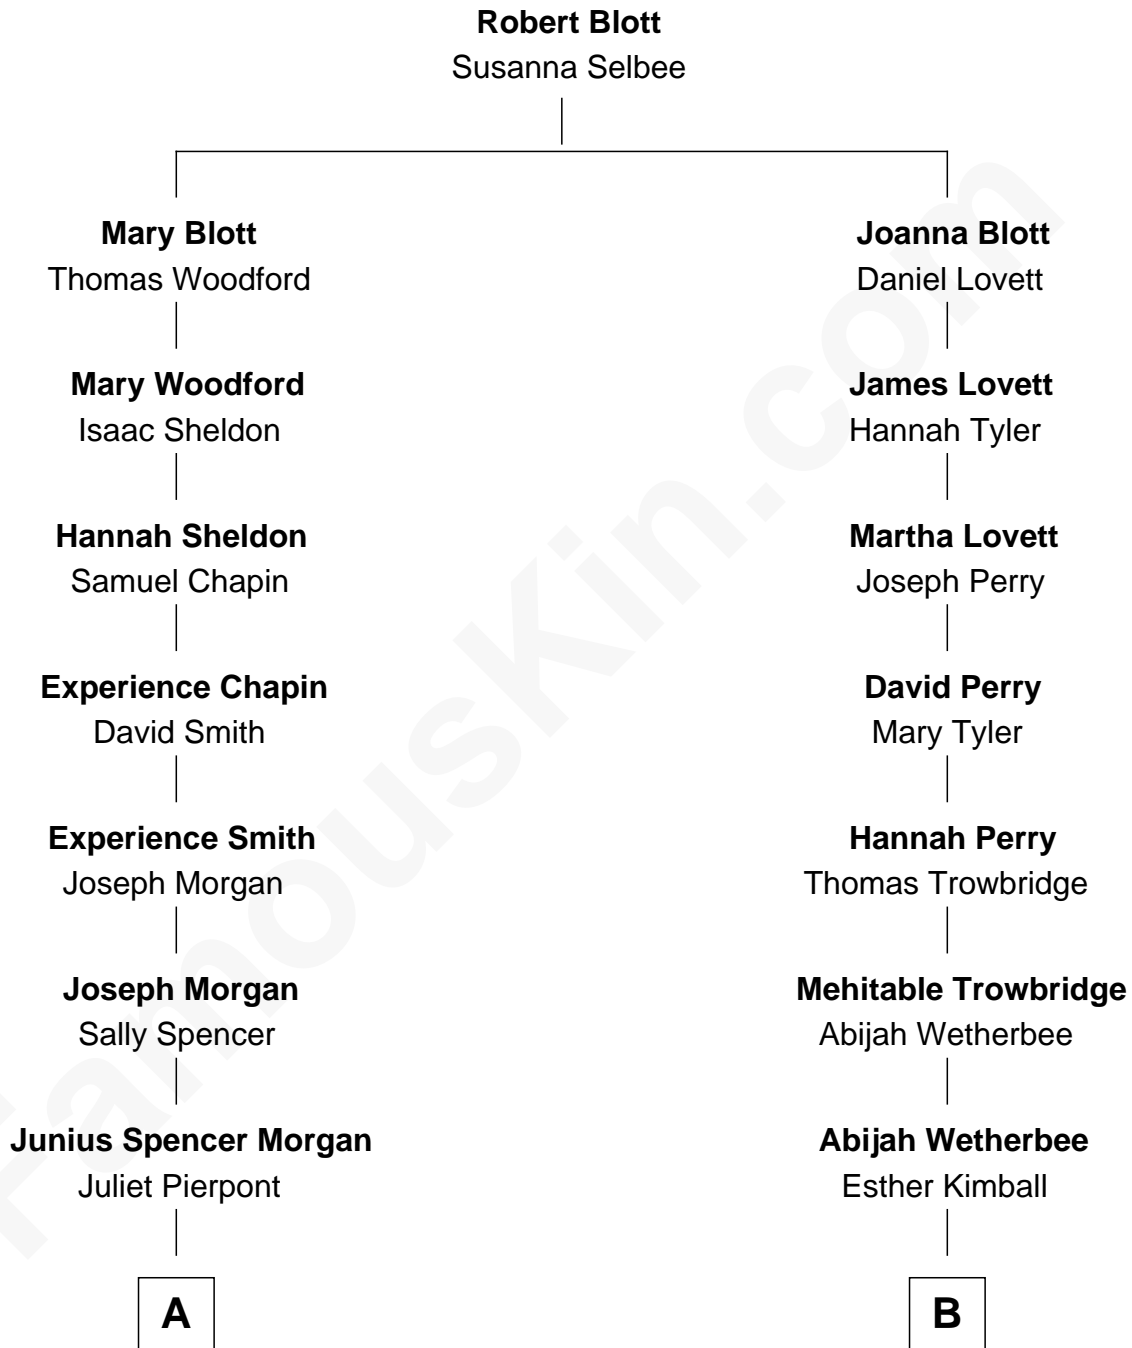 Robert Blott
Susanna Selbee
Mary Blott
Thomas Woodford
Joanna Blott
Daniel Lovett
Mary Woodford
Isaac Sheldon
James Lovett
Hannah Tyler
Hannah Sheldon
Samuel Chapin
Martha Lovett
Joseph Perry
Experience Chapin
David Smith
David Perry
Mary Tyler
Experience Smith
Joseph Morgan
Hannah Perry
Thomas Trowbridge
Joseph Morgan
Sally Spencer
Mehitable Trowbridge
Abijah Wetherbee
Junius Spencer Morgan
Juliet Pierpont
Abijah Wetherbee
Esther Kimball
A
B
FamousKin.com